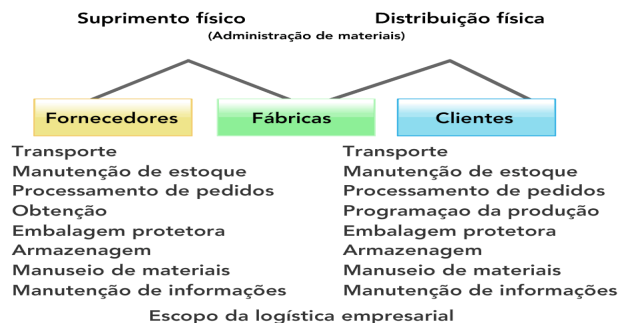 Suprimento físico Distribuição física
(Administração de materiais)
Fornecedores Fábricas Clientes
Transporte Transporte
Manutenção de estoque Manutenção de estoque
Processamento de pedidos Processamento de pedidos
Obtenção Programaçao da produção
Embalagem protetora Embalagem protetora
Armazenagem Armazenagem
Manuseio de materiais Manuseio de materiais
Manutenção de informações Manutenção de informações
Escopo da logística empresarial